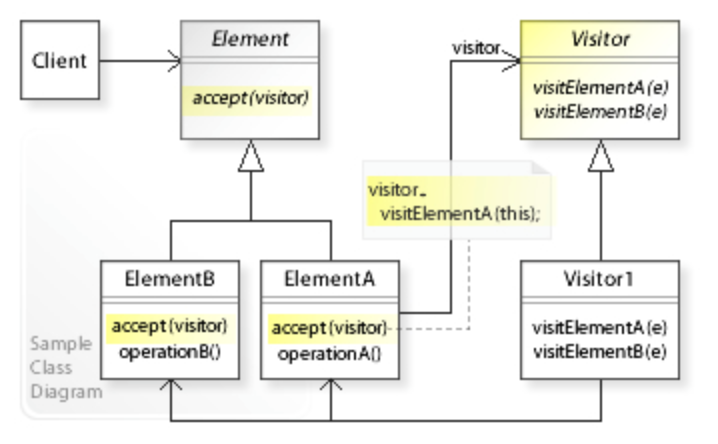 Client
Element
accept(visitor)
visitor
Visitor
visitElementA(e)
visitElementB(e)
visitor.
visitElementA(this);
ElementB
accept(visitor)
operationB()
ElementA
accept(visitor)
operationA()
Visitor1
visitElementA(e)
visitElementB(e)
Sample
Class
Diagram